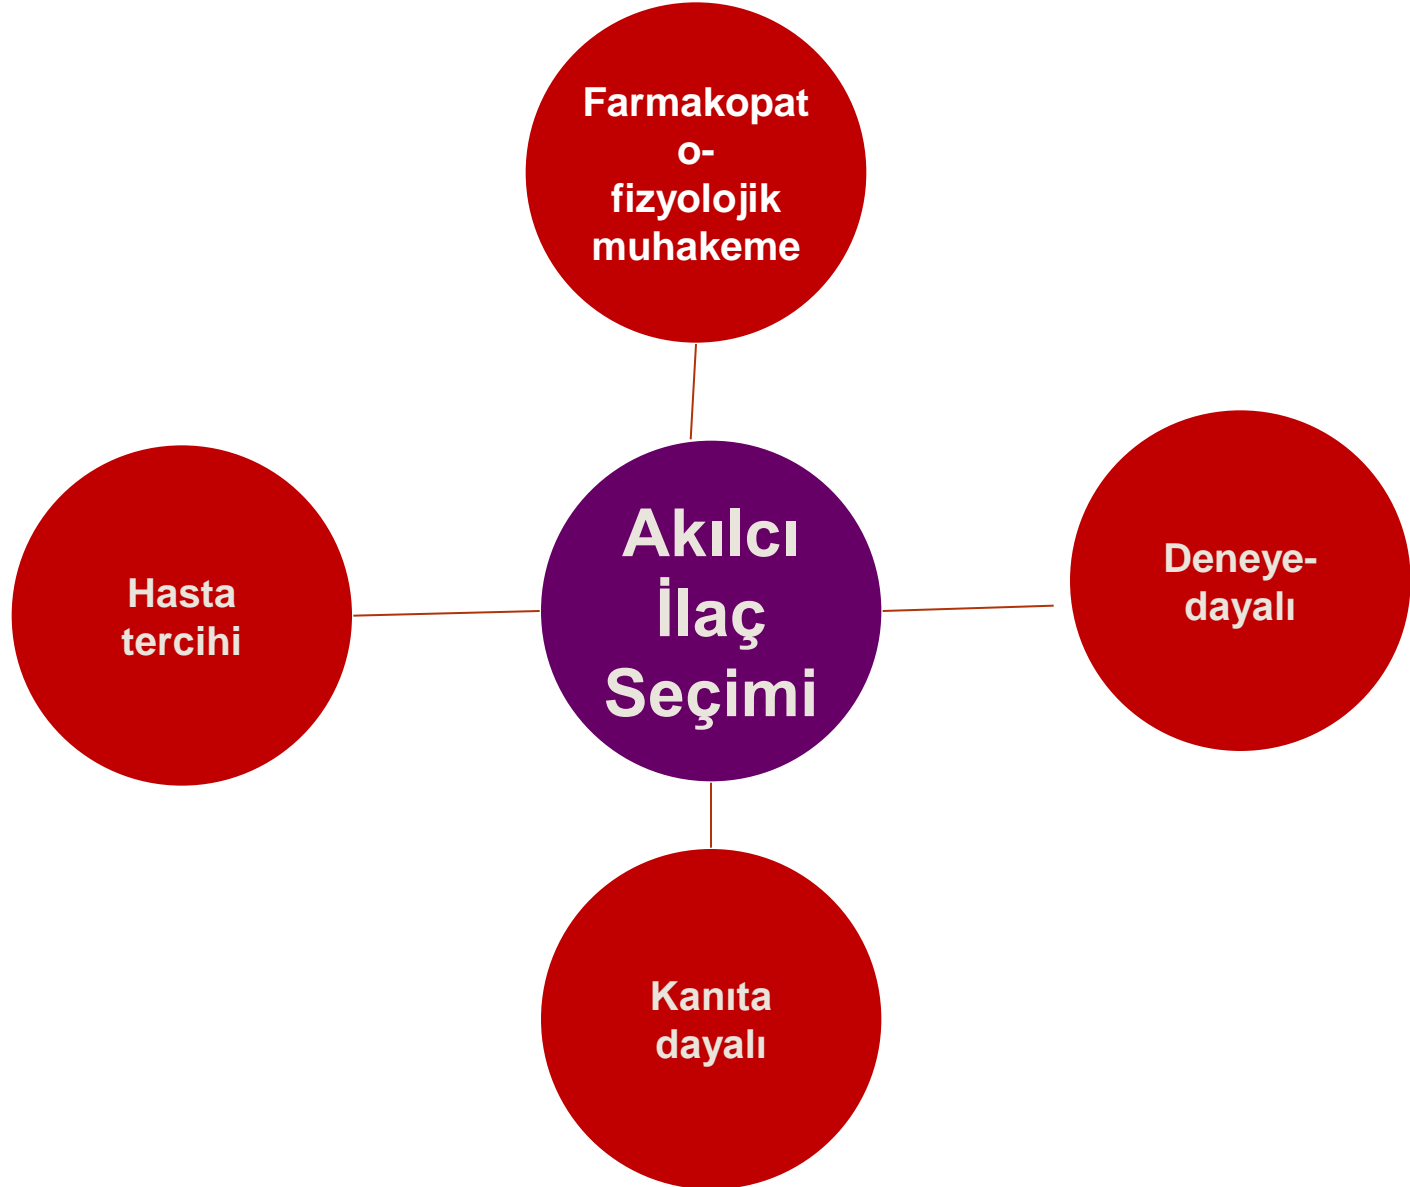 Farmakopat
o-
fizyolojik
muhakeme
Hasta
tercihi
Akılcı
İlaç
Seçimi
Deneye-
dayalı
Kanıta
dayalı